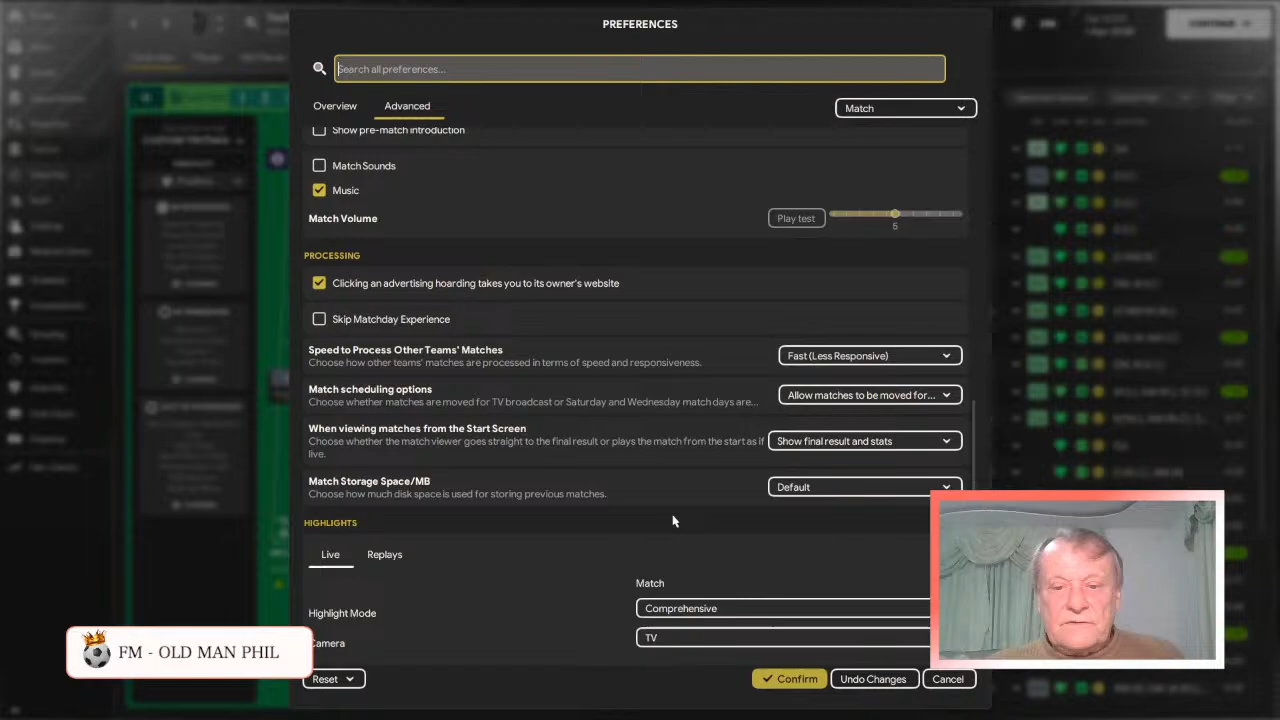 PREFERENCES
Search all preferences...
Overview
Advanced
Match
Show pre-match introduction
Match Sounds
Music
Match Volume
Play test
5
PROCESSING
Clicking an advertising hoarding takes you to its owner's website
Skip Matchday Experience
Speed to Process Other Teams' Matches
Choose how other teams' matches are processed in terms of speed and responsiveness.
Fast (Less Responsive)
Match scheduling options
Choose whether matches are moved for TV broadcast or Saturday and Wednesday match days are...
Allow matches to be moved for...
When viewing matches from the Start Screen
Choose whether the match viewer goes straight to the final result or plays the match from the start as if
live.
Show final result and stats
Match Storage Space/MB
Choose how much disk space is used for storing previous matches.
Default
HIGHLIGHTS
Live
Replays
Match
Highlight Mode
Comprehensive
Camera
TV
FM - OLD MAN PHIL
Reset
Confirm
Undo Changes
Cancel